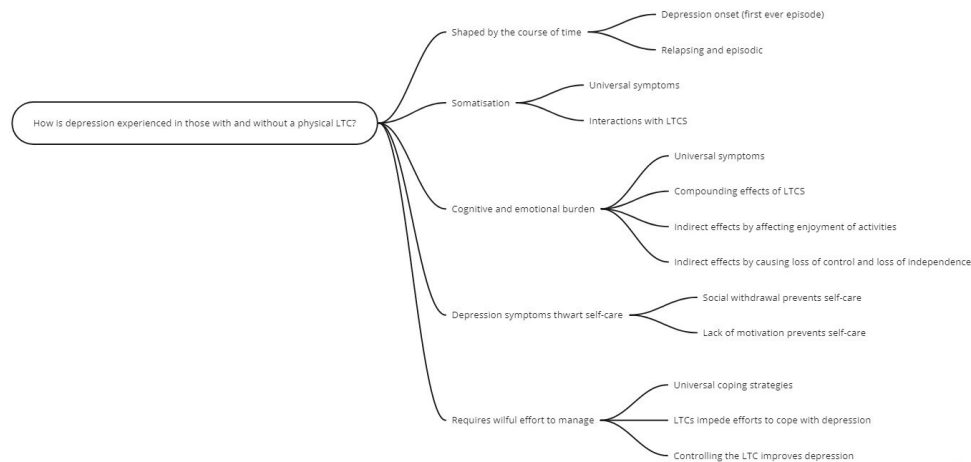 How is depression experienced in those with and without a physical LTC?
Shaped by the course of time
Depression onset (first ever episode)
Relapsing and episodic
Somatisation
Universal symptoms
Interactions with LTCS
Cognitive and emotional burden
Universal symptoms
Compounding effects of LTCS
Indirect effects by affecting enjoyment of activities
Indirect effects by causing loss of control and loss of independence
Depression symptoms thwart self-care
Social withdrawal prevents self-care
Lack of motivation prevents self-care
Requires wilful effort to manage
Universal coping strategies
LTCs impede efforts to cope with depression
Controlling the LTC improves depression